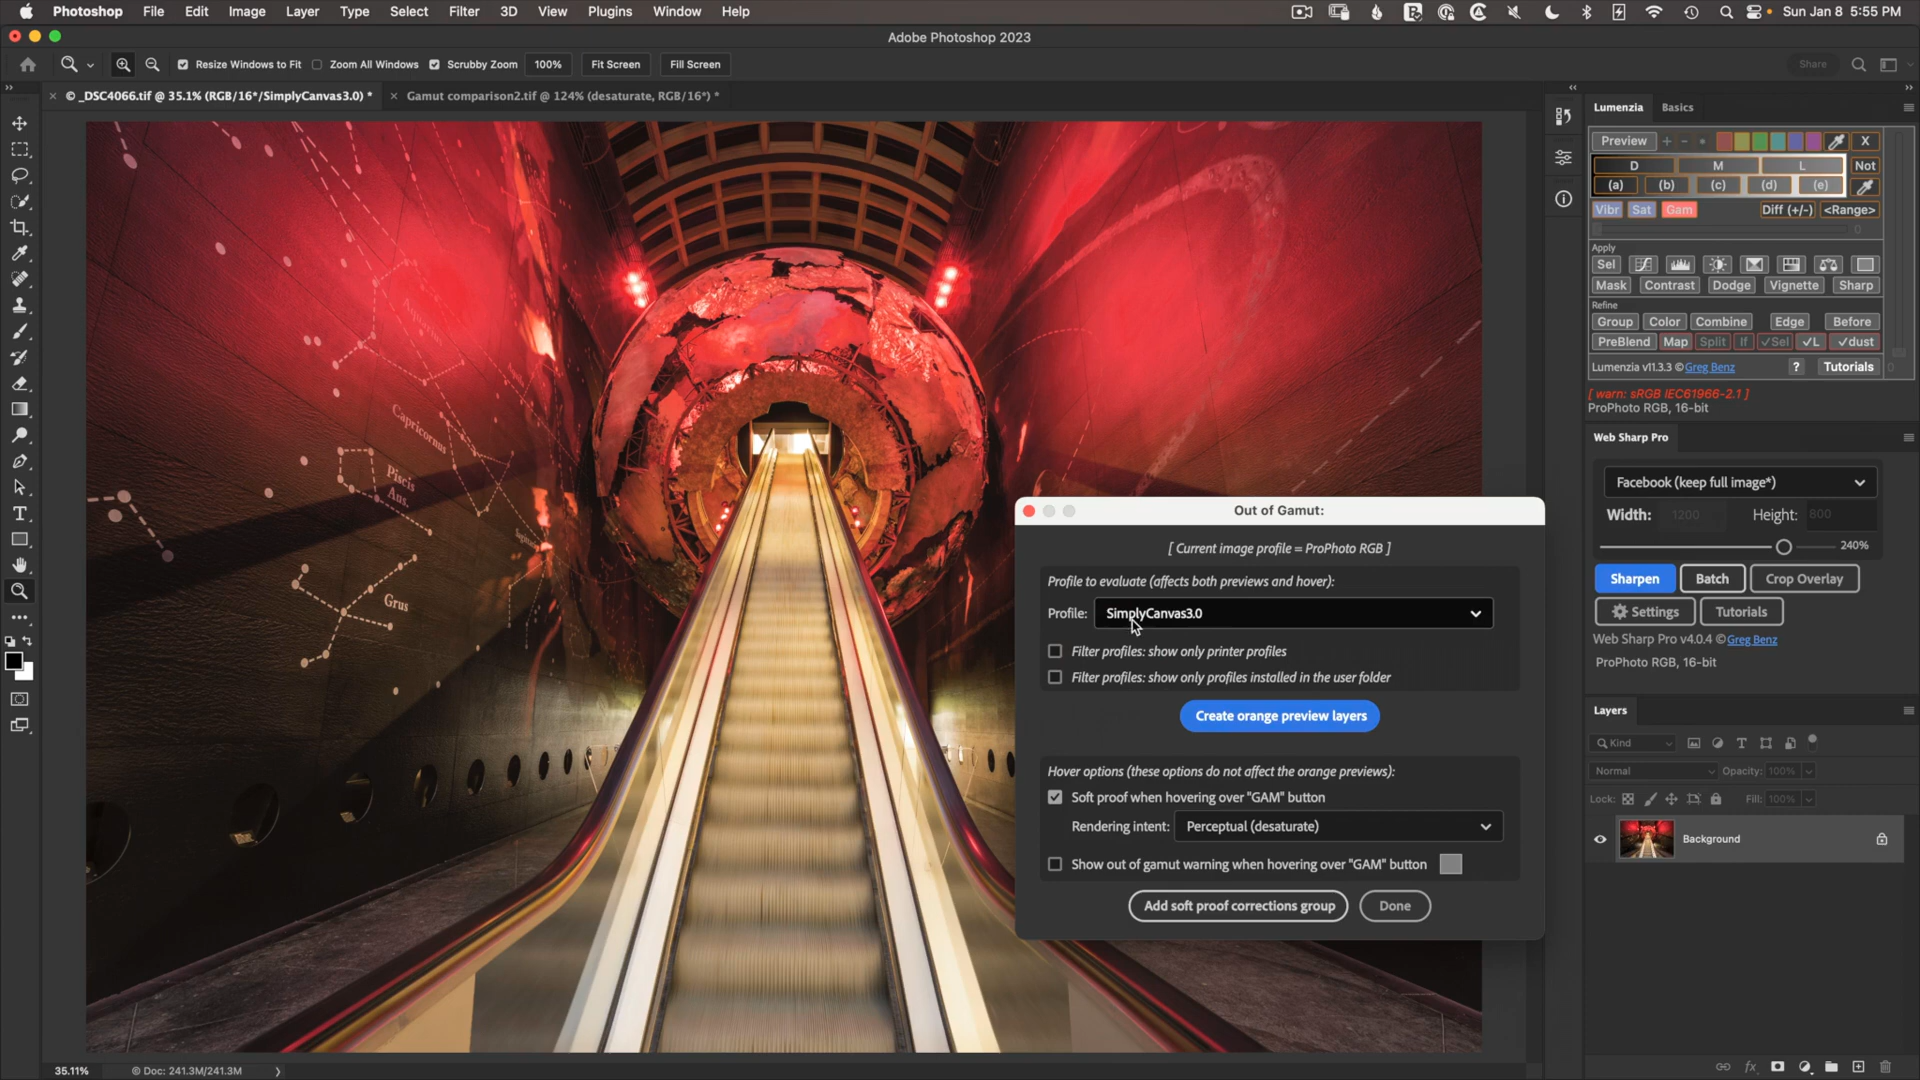 Photoshop File Edit Image Layer Type Select Filter 3D View Plugins Window Help Sun Jan 8 5:55 PM
Adobe Photoshop 2023
Resize Windows to Fit Zoom All Windows Scrubby Zoom 100% Fit Screen Fill Screen Share
© _DSC4066.tif @ 35.1% (RGB/16*/SimplyCanvas3.0) * Gamut comparison2.tif @ 124% (desaturate, RGB/16*) *
Capricornus
Piscis
Aus.
Grus
Out of Gamut:
[ Current image profile = ProPhoto RGB ]
Profile to evaluate (affects both previews and hover):
Profile: SimplyCanvas3.0
Filter profiles: show only printer profiles
Filter profiles: show only profiles installed in the user folder
Create orange preview layers
Hover options (these options do not affect the orange previews):
Soft proof when hovering over "GAM" button
Rendering intent: Perceptual (desaturate)
Show out of gamut warning when hovering over "GAM" button
Add soft proof corrections group Done
Lumenzia Basics
Preview + - X
D M L Not
(a) (b) (c) (d) (e)
Vibr Sat Gam Diff (+/-) <Range>
0
Apply
Sel
Mask Contrast Dodge Vignette Sharp
Refine
Group Color Combine Edge Before
PreBlend Map Split If ✓Sel ✓L ✓dust
Lumenzia v11.3.3 © Greg Benz ? Tutorials 0
[ warn: sRGB IEC61966-2.1 ]
ProPhoto RGB, 16-bit
Web Sharp Pro
Facebook (keep full image*)
Width: 1200 Height: 800
240%
Sharpen Batch Crop Overlay
Settings Tutorials
Web Sharp Pro v4.0.4 © Greg Benz
ProPhoto RGB, 16-bit
Layers
Kind
Normal Opacity: 100%
Lock: Fill: 100%
Background
fx
35.11% © Doc: 241.3M/241.3M